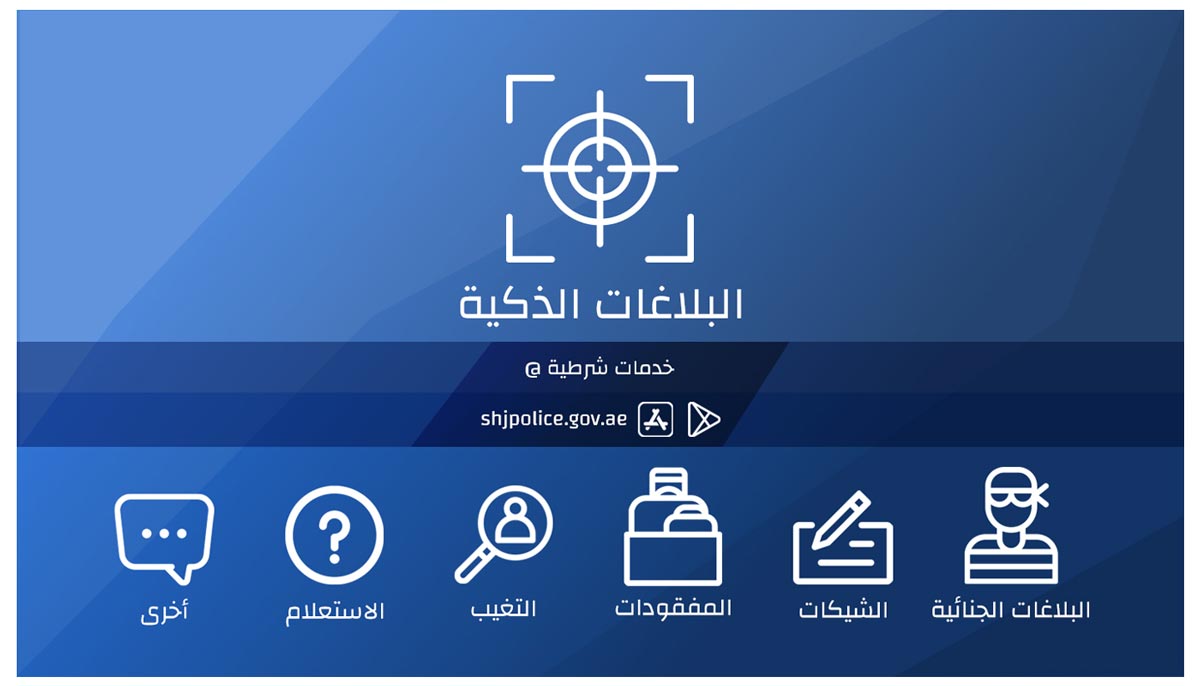 البلاغات الذكية
خدمات شرطية @
shjpolice.gov.ae
البلاغات الجنائية
الشيكات
المفقودات
التغيب
الاستعلام
أخرى